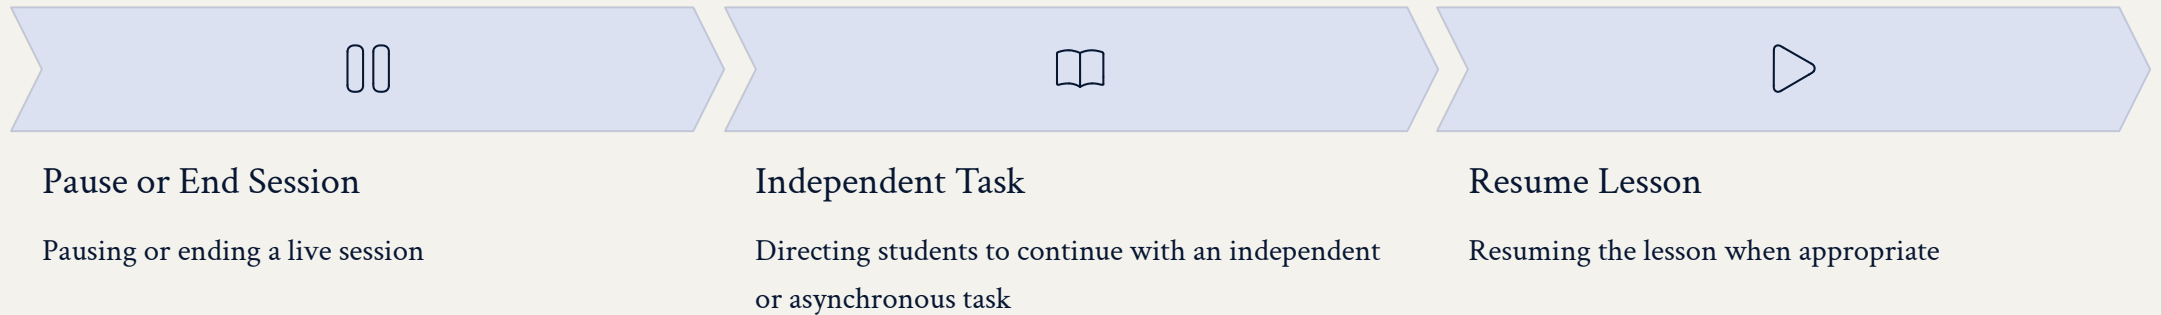 Pause or End Session
Pausing or ending a live session
Independent Task
Directing students to continue with an independent
or asynchronous task
Resume Lesson
Resuming the lesson when appropriate